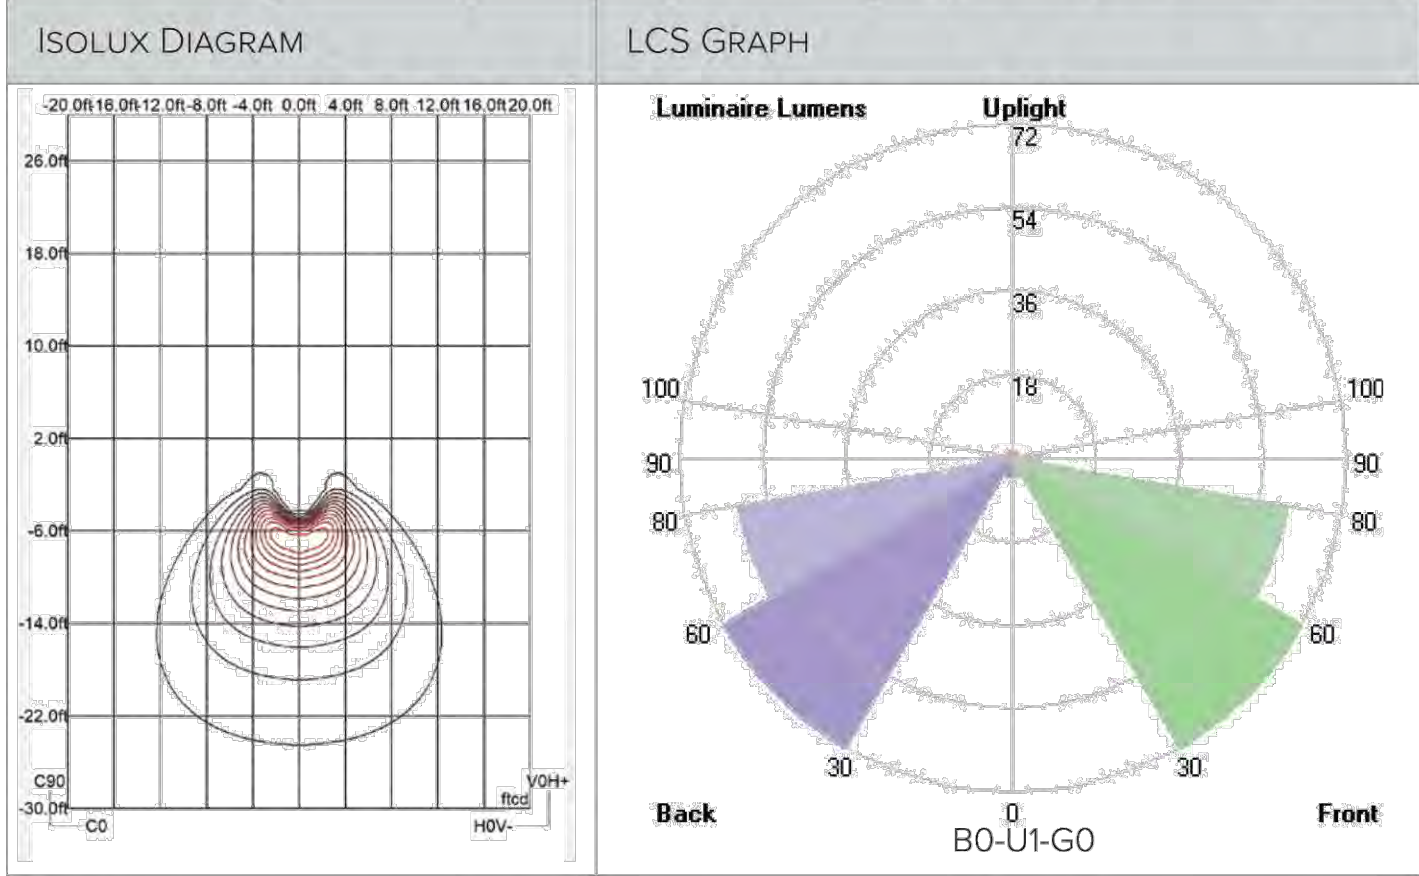 ISOLUX DIAGRAM
LCS GRAPH
-20.0ft 16.0ft -12.0ft -8.0ft -4.0ft 0.0ft 4.0ft 8.0ft 12.0ft 16.0ft 20.0ft
26.0ft
18.0ft
10.0ft
2.0ft
-6.0ft
-14.0ft
-22.0ft
C90
V0H+
-30.0ft
ftcd
C0
H0V-
Luminaire Lumens
Uplight
72
54
36
18
100
100
90
90
80
80
60
60
30
30
0
Back
Front
B0-U1-G0